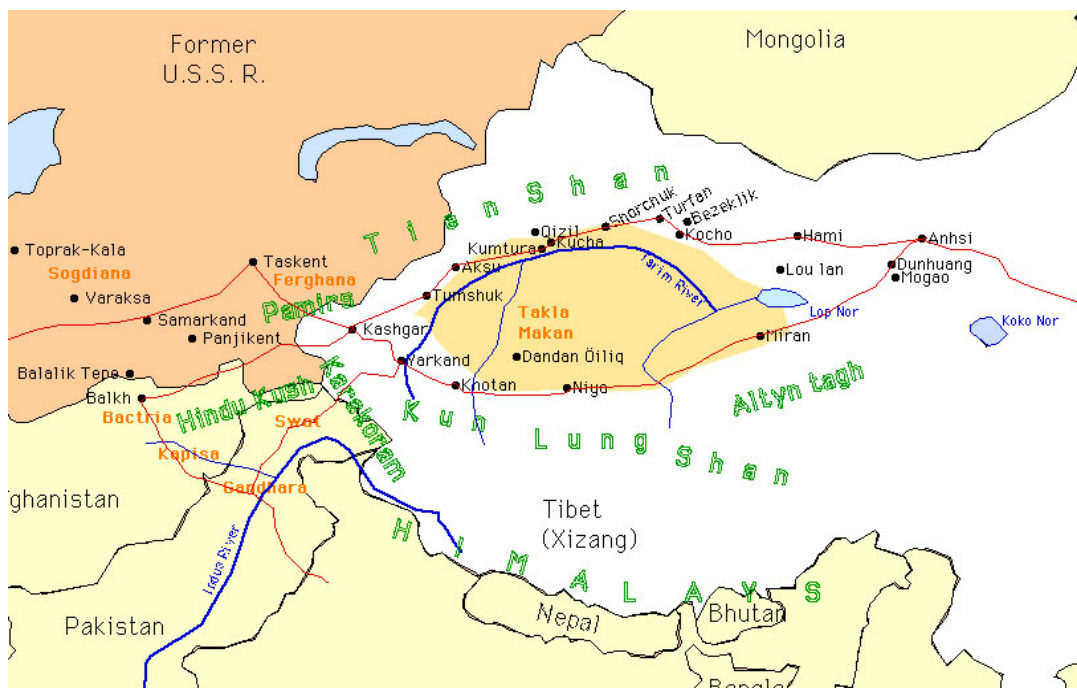 Former
U.S.S. R.
Mongolia
Tian Shan
Shorchuk
Turfan
Bezeklik
Qizil
Kucha
Kumtura
Kocho
Hami
Anhsi
Toprak-Kala
Sogdiana
Taskent
Ferghana
Aksu
Tarim River
Lou lan
Dunhuang
Mogao
Varaksa
Pamirs
Tumshuk
Takla
Makan
Lop Nor
Koko Nor
Samarkand
Kashgar
Miran
Panjikent
Yarkand
Dandan Öiliq
Balalik Tepe
Khotan
Niya
Balkh
Hindu Kush
Karakoram
Altyn tagh
Bactria
Swat
Kun Lung Shan
Kapisa
Gandhara
ghanistan
Tibet
(Xizang)
Indus River
HIMALAYS
Nepal
Bhutan
Pakistan
Bangla